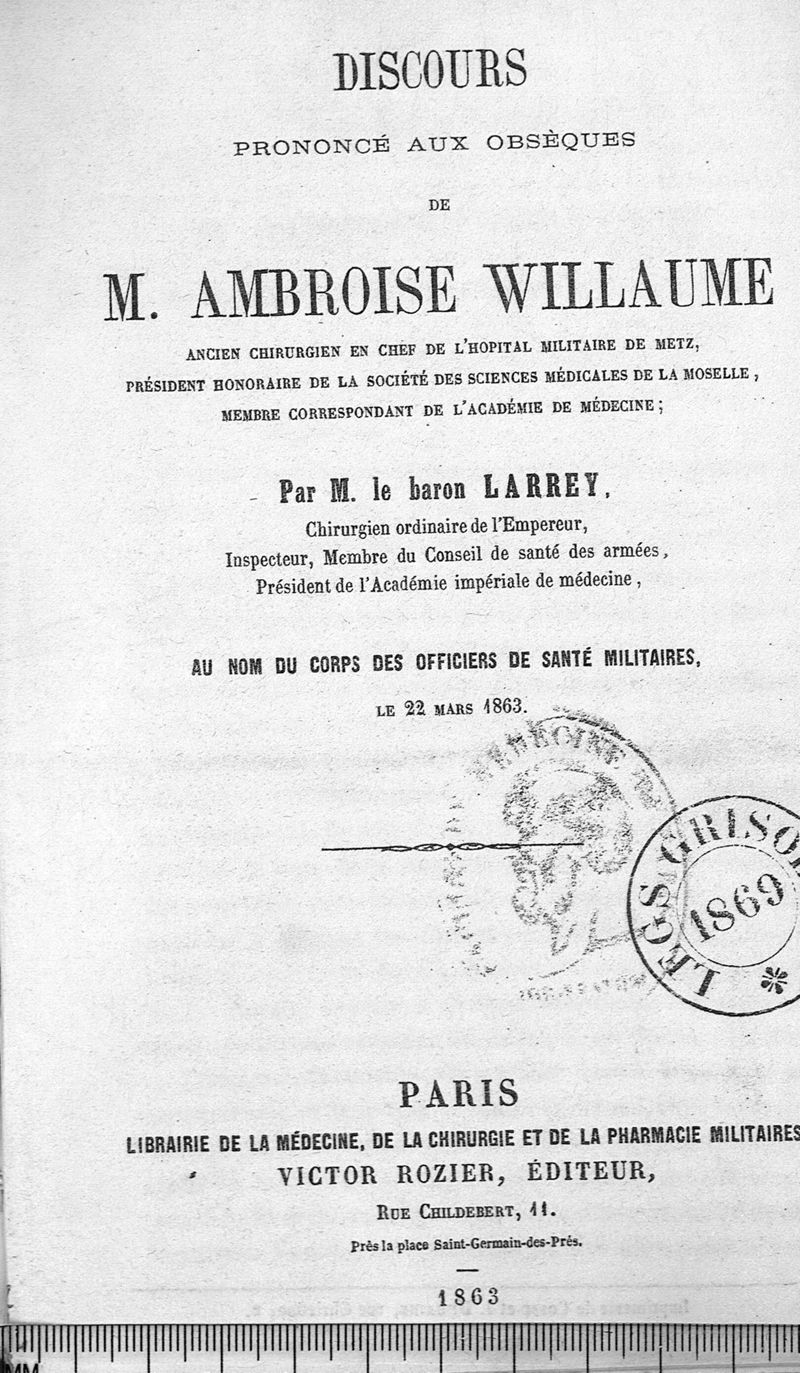 DISCOURS
PRONONCÉ AUX OBSÈQUES
DE
M. AMBROISE WILLAUME
ANCIEN CHIRURGIEN EN CHEF DE L'HOPITAL MILITAIRE DE METZ,
PRÉSIDENT HONORAIRE DE LA SOCIÉTÉ DES SCIENCES MÉDICALES DE LA MOSELLE,
MEMBRE CORRESPONDANT DE L'ACADÉMIE DE MÉDECINE;
Par M. le baron LARREY,
Chirurgien ordinaire de l'Empereur,
Inspecteur, Membre du Conseil de santé des armées,
Président de l'Académie impériale de médecine,
AU NOM DU CORPS DES OFFICIERS DE SANTÉ MILITAIRES,
LE 22 MARS 1863.
MÉDECINE
LEGS GRISO
1869
PARIS
LIBRAIRIE DE LA MÉDECINE, DE LA CHIRURGIE ET DE LA PHARMACIE MILITAIRES
VICTOR ROZIER, ÉDITEUR,
RUE CHILDEBERT, 11.
Près la place Saint-Germain-des-Prés.
1863
MM